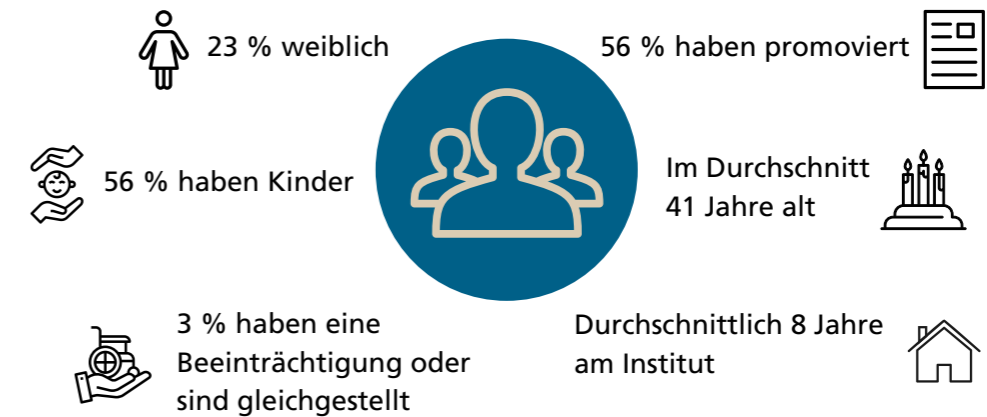 23 % weiblich
56 % haben promoviert
56 % haben Kinder
Im Durchschnitt
41 Jahre alt
3 % haben eine
Beeinträchtigung oder
sind gleichgestellt
Durchschnittlich 8 Jahre
am Institut